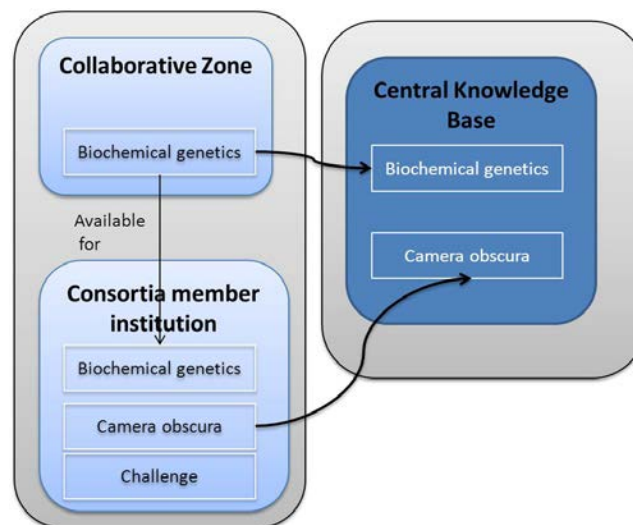 Collaborative Zone
Biochemical genetics
Available
for
Consortia member
institution
Biochemical genetics
Camera obscura
Challenge
Central Knowledge
Base
Biochemical genetics
Camera obscura